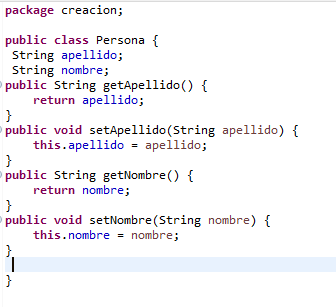 package creacion;
public class Persona {
String apellido;
String nombre;
public String getApellido() {
return apellido;
}
public void setApellido(String apellido) {
this.apellido = apellido;
}
public String getNombre() {
return nombre;
}
public void setNombre(String nombre) {
this.nombre = nombre;
}
}